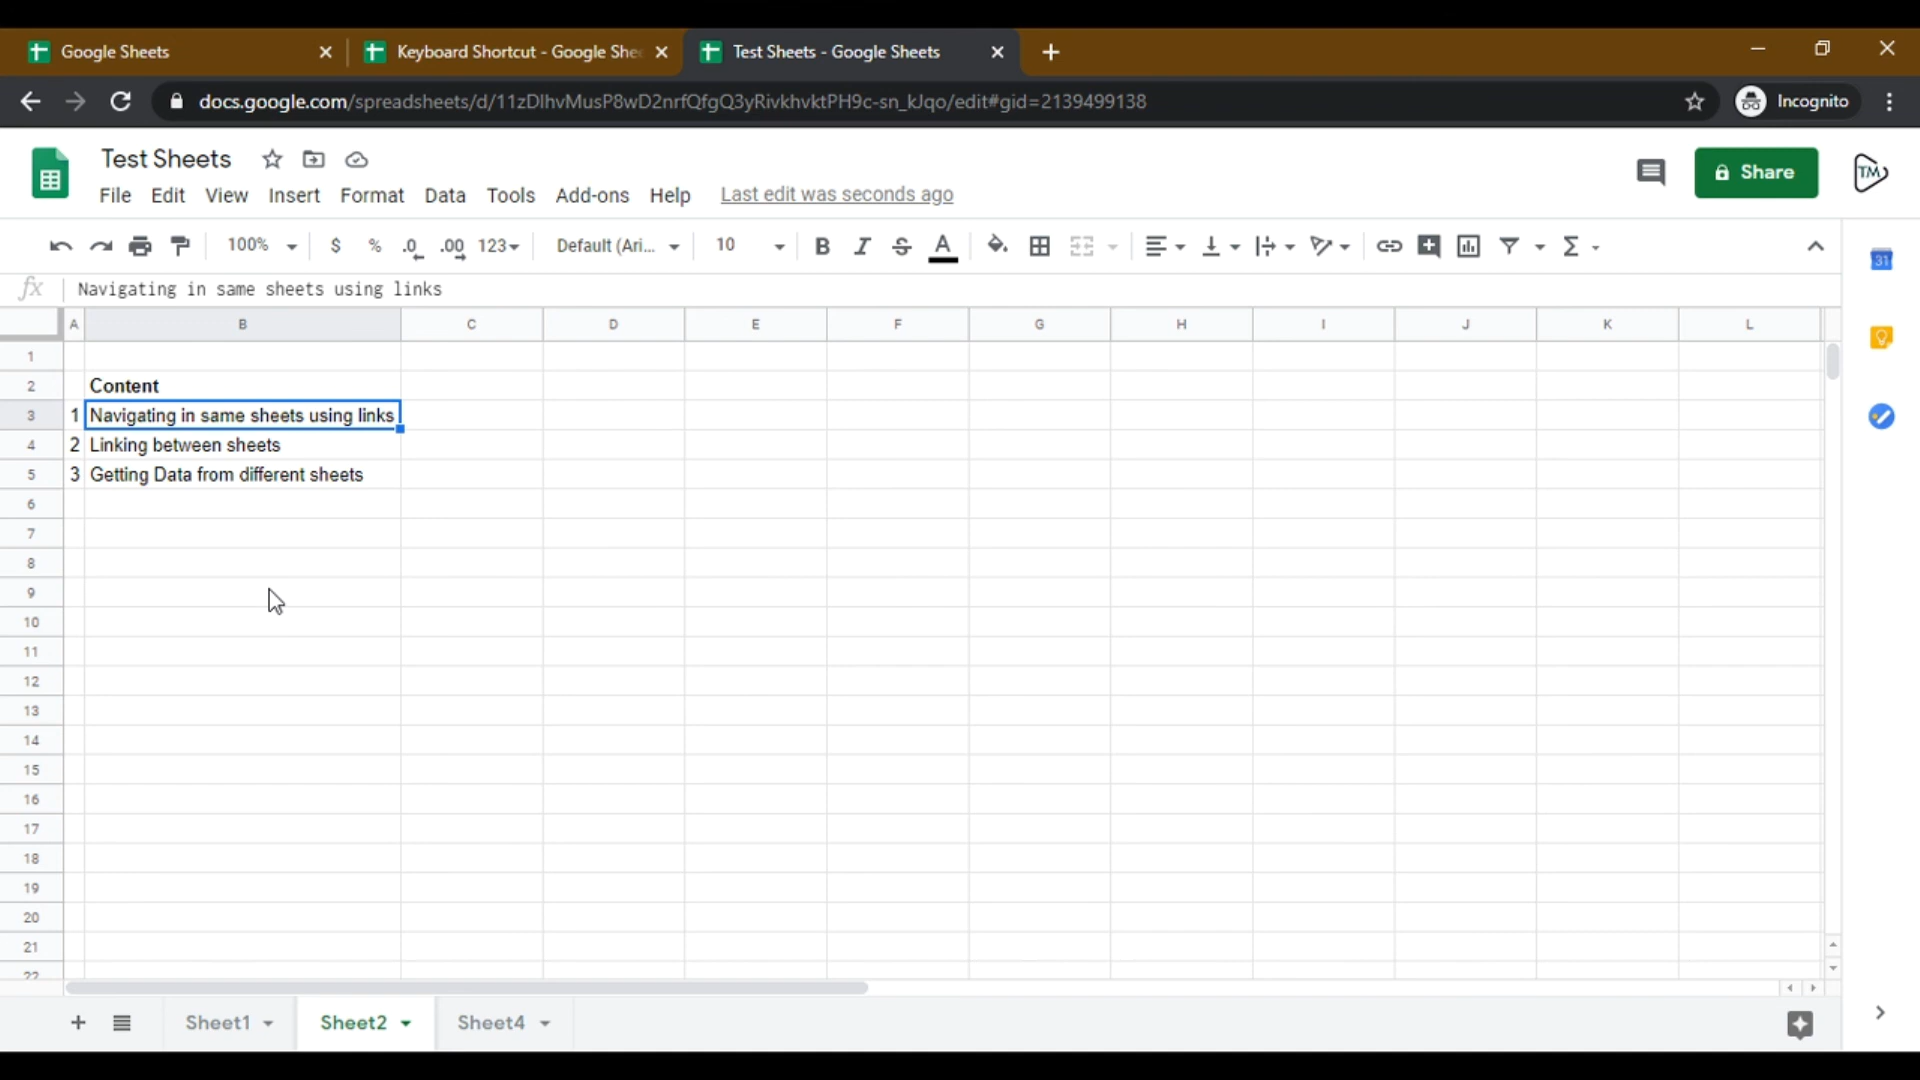 Google Sheets
Keyboard Shortcut - Google She
Test Sheets - Google Sheets
docs.google.com/spreadsheets/d/11zDlhvMusP8wD2nrfQfgQ3yRivkhvktPH9c-sn_kJqo/edit#gid=2139499138
Incognito
Test Sheets
File Edit View Insert Format Data Tools Add-ons Help Last edit was seconds ago
Share
TM
100% $ % .0 .00 123 Default (Ari... 10 B I S A
31
fx Navigating in same sheets using links
A B C D E F G H I J K L
1
2 Content
3 1 Navigating in same sheets using links
4 2 Linking between sheets
5 3 Getting Data from different sheets
6
7
8
9
10
11
12
13
14
15
16
17
18
19
20
21
22
Sheet1 Sheet2 Sheet4